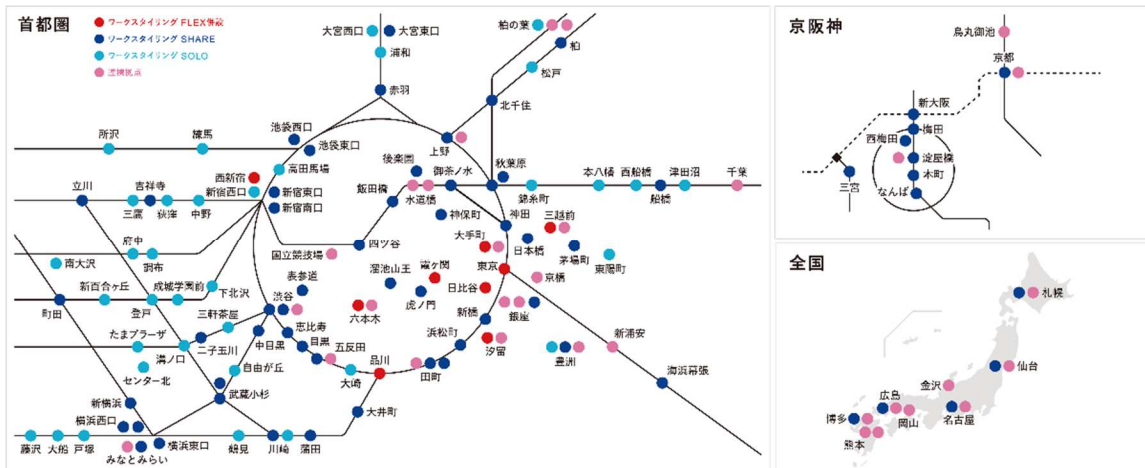 首都圏
ワークスタイリング FLEX併設
ワークスタイリング SHARE
ワークスタイリング SOLO
提携拠点
大宮西口
大宮東口
浦和
赤羽
柏の葉
柏
松戸
北千住
所沢
練馬
池袋西口
池袋東口
上野
西新宿
高田馬場
後楽園
御茶ノ水
秋葉原
立川
吉祥寺
新宿西口
新宿東口
飯田橋
水道橋
錦糸町
本八幡
西船橋
津田沼
千葉
三鷹
荻窪
中野
新宿南口
神保町
神田
船橋
三越前
大手町
府中
調布
国立競技場
四ツ谷
日本橋
茅場町
東陽町
南大沢
表参道
溜池山王
霞ヶ関
東京
京橋
新百合ヶ丘
成城学園前
下北沢
渋谷
日比谷
町田
登戸
三軒茶屋
六本木
虎ノ門
新橋
銀座
たまプラーザ
二子玉川
中目黒
恵比寿
浜松町
汐留
新浦安
溝の口
目黒
五反田
豊洲
センター北
自由が丘
大崎
品川
田町
海浜幕張
新横浜
武蔵小杉
大井町
横浜西口
横浜東口
藤沢
大船
戸塚
みなとみらい
鶴見
川崎
蒲田
京阪神
烏丸御池
京都
新大阪
梅田
西梅田
淀屋橋
三宮
本町
なんば
全国
札幌
仙台
金沢
広島
博多
岡山
名古屋
熊本